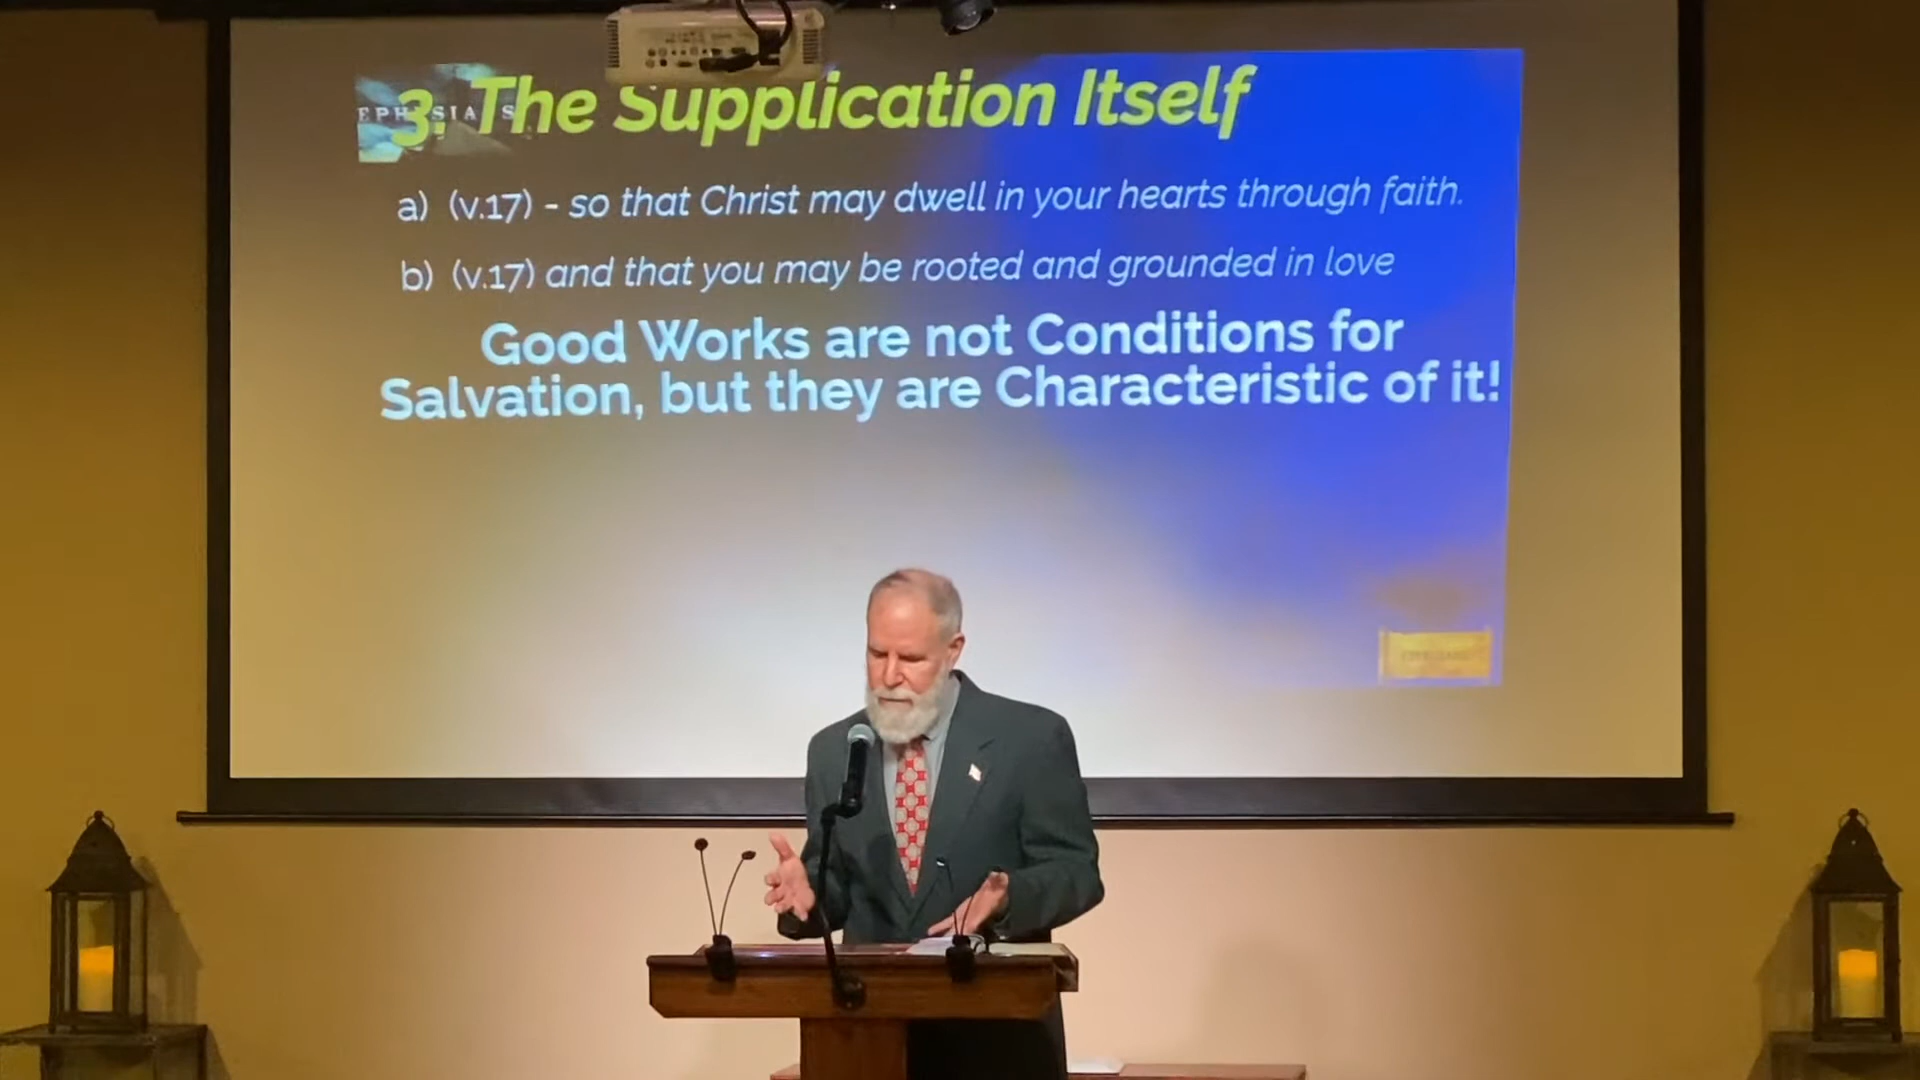 EPHESIANS
3. The Supplication Itself
a) (v.17) - so that Christ may dwell in your hearts through faith.
b) (v.17) and that you may be rooted and grounded in love
Good Works are not Conditions for
Salvation, but they are Characteristic of it!